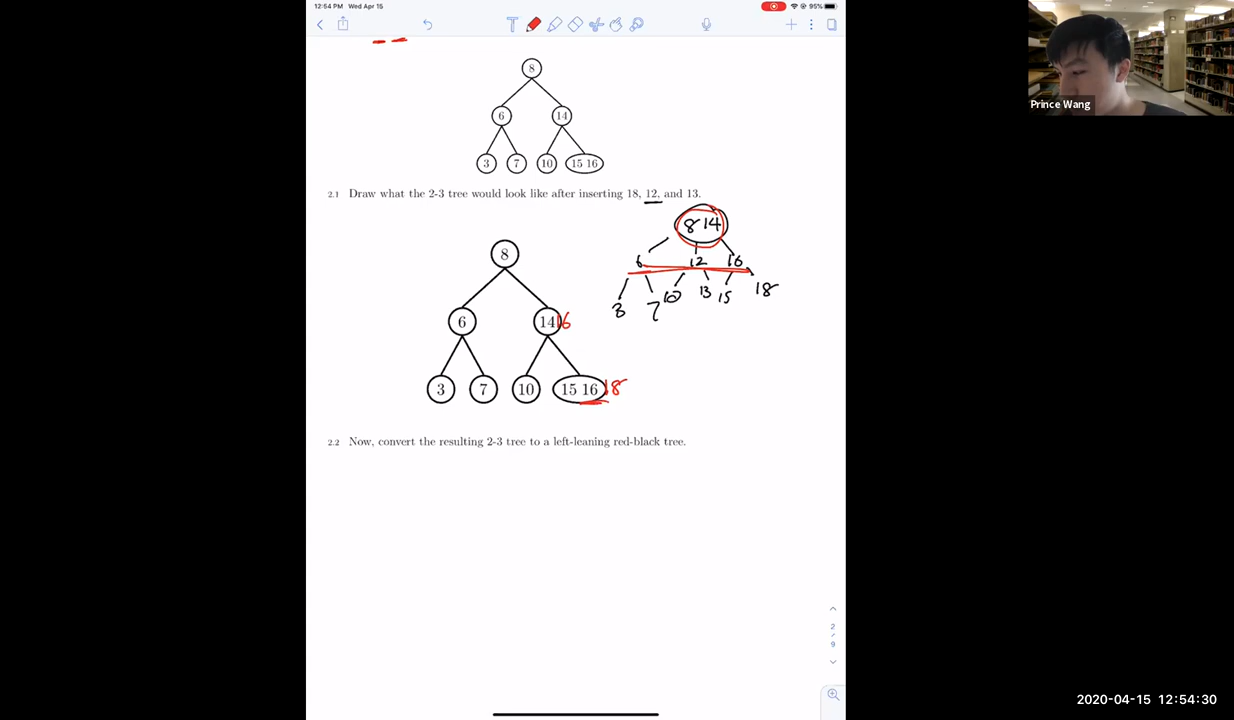 12:54 PM Wed Apr 15
95%
T
Prince Wang
8
6 14
3 7 10 15 16
2.1 Draw what the 2-3 tree would look like after inserting 18, 12, and 13.
8 14
6 12 16
3 7 10 13 15 18
8
6 14 16
3 7 10 15 16 18
2.2 Now, convert the resulting 2-3 tree to a left-leaning red-black tree.
2
9
2020-04-15 12:54:30